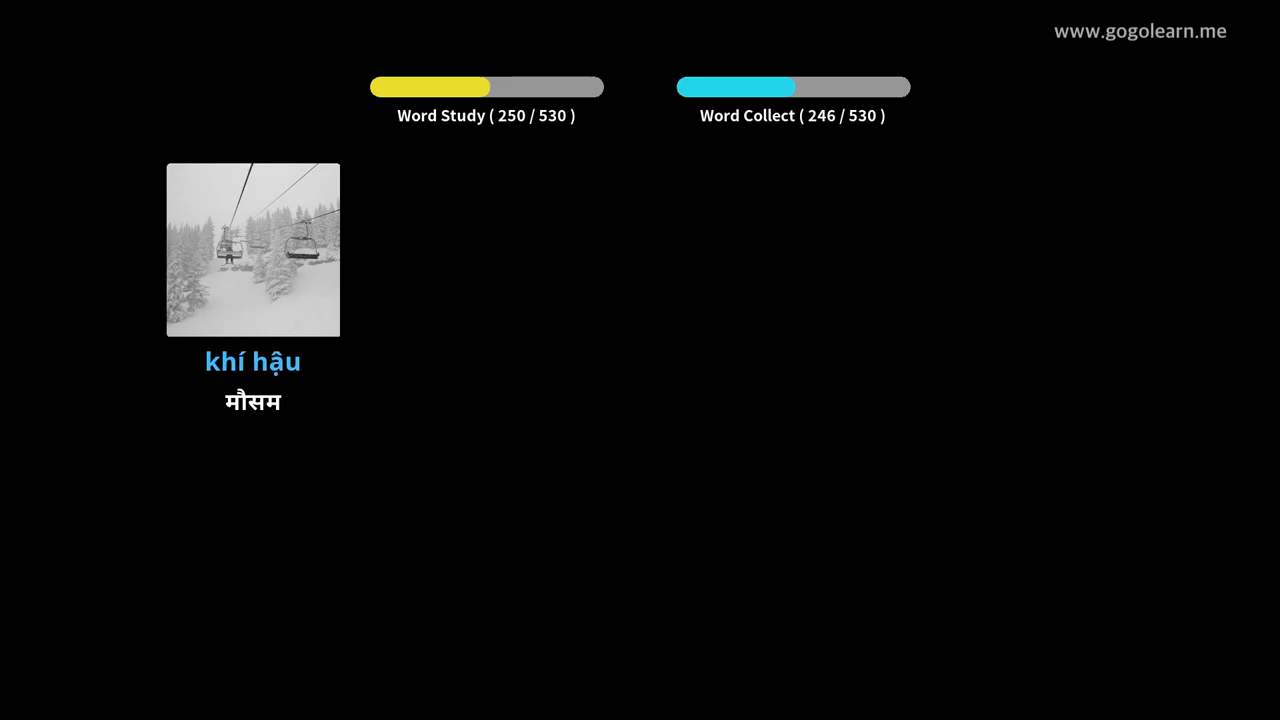 www.gogolearn.me
Word Study ( 250 / 530 )
Word Collect ( 246 / 530 )
khí hậu
मौसम